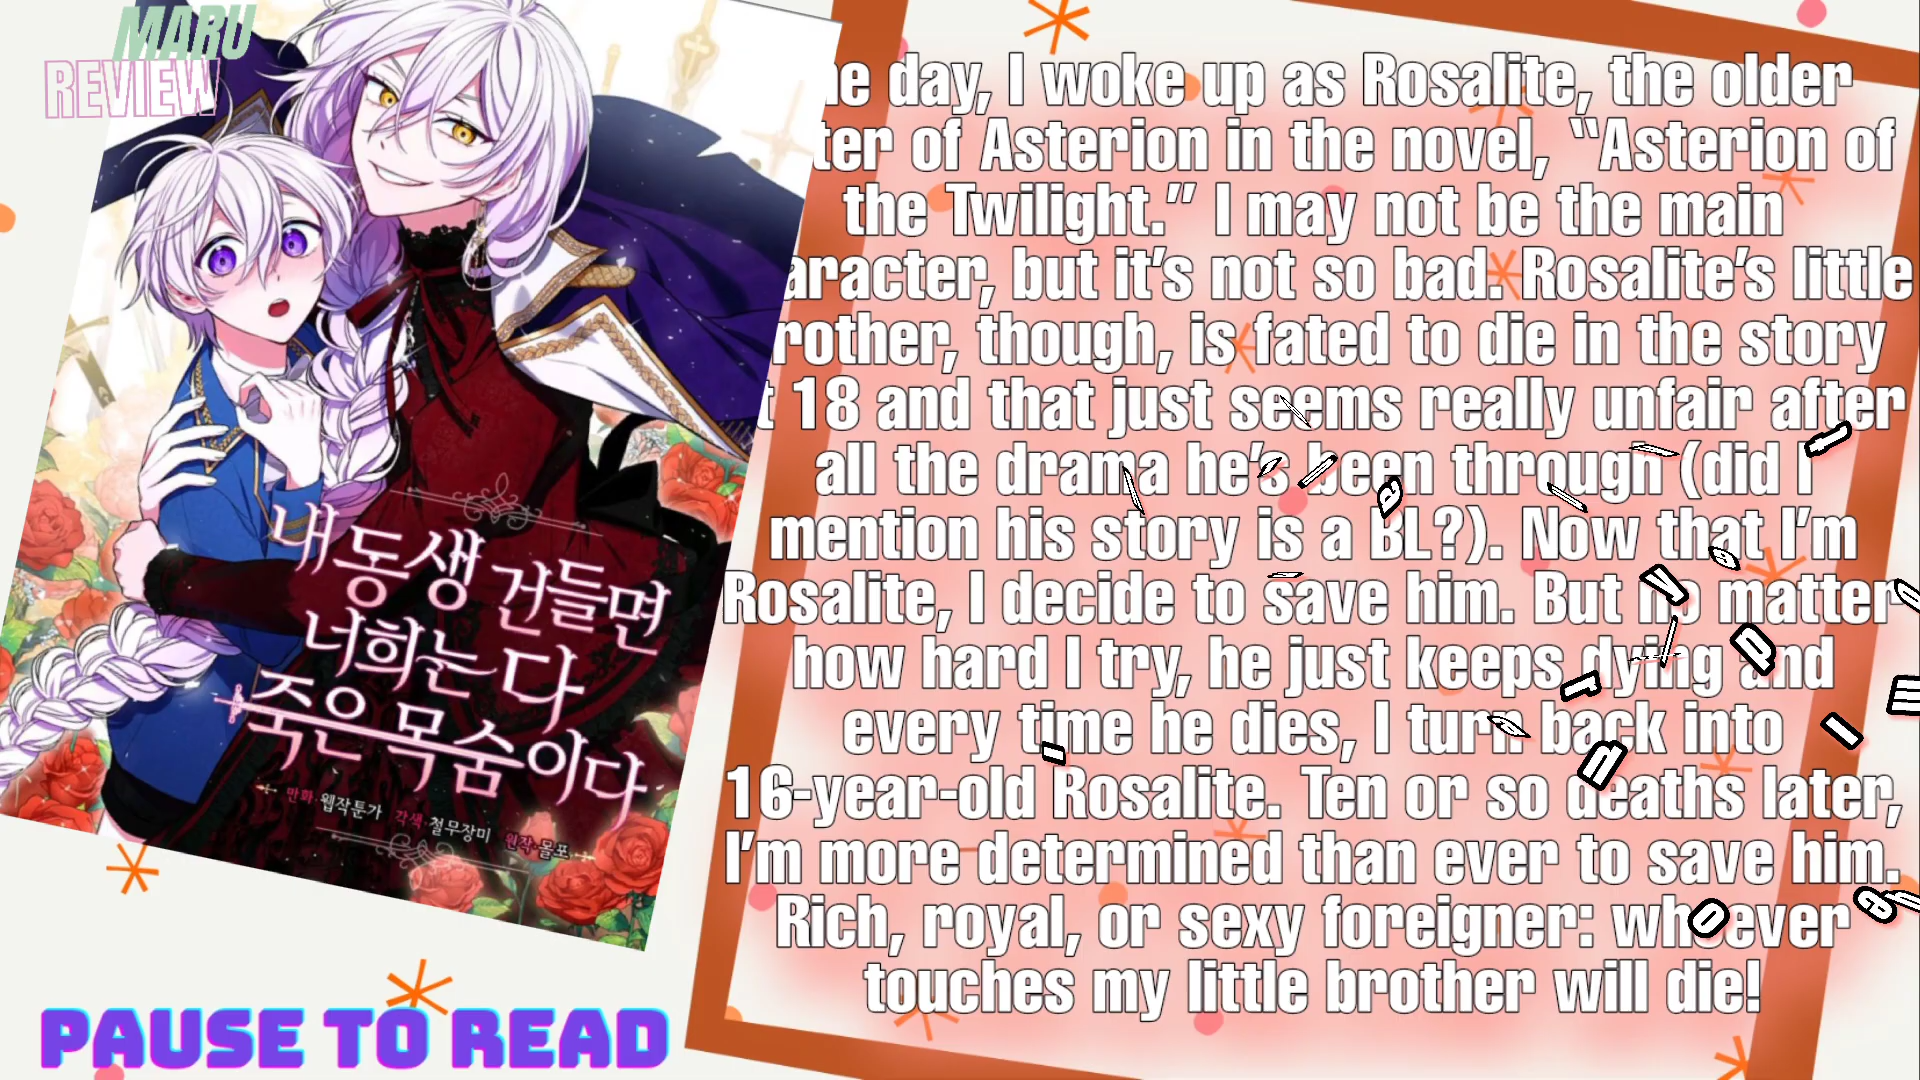 MARU
REVIEW
내 동생 건들면
너희는 다
죽은 목숨이다
만화 웹작툰가 각색 철무장미 원작 몰포
PAUSE TO READ
e day, I woke up as Rosalite, the older
ter of Asterion in the novel, “Asterion of
the Twilight.” I may not be the main
aracter, but it’s not so bad. Rosalite’s little
rother, though, is fated to die in the story
t 18 and that just seems really unfair after
all the drama he’s been through (did I
mention his story is a BL?). Now that I’m
Rosalite, I decide to save him. But no matter
how hard I try, he just keeps dying and
every time he dies, I turn back into
16-year-old Rosalite. Ten or so deaths later,
I’m more determined than ever to save him.
Rich, royal, or sexy foreigner: whoever
touches my little brother will die!